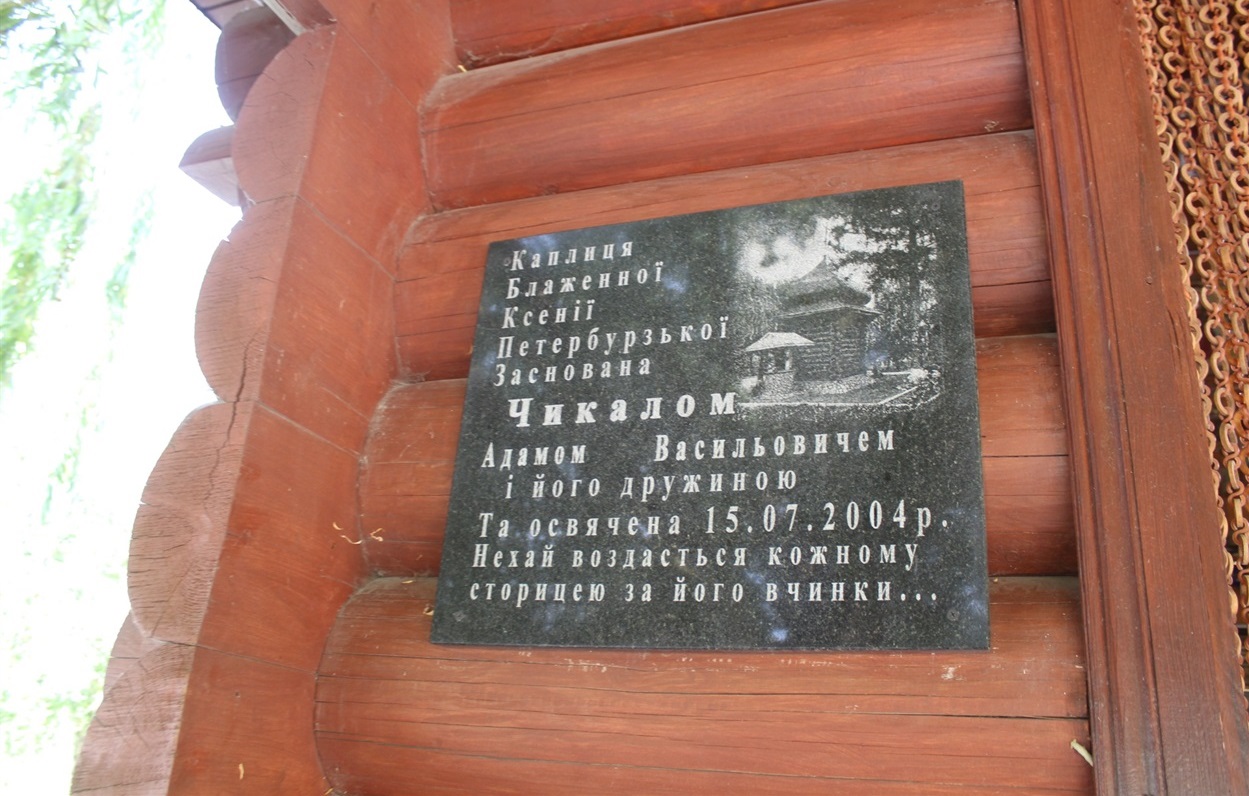 Каплиця
Блаженної
Ксенії
Петербурзької
Заснована
Чикалом
Адамом Васильовичем
і його дружиною
Та освячена 15.07.2004р.
Нехай воздасться кожному
сторицею за його вчинки...